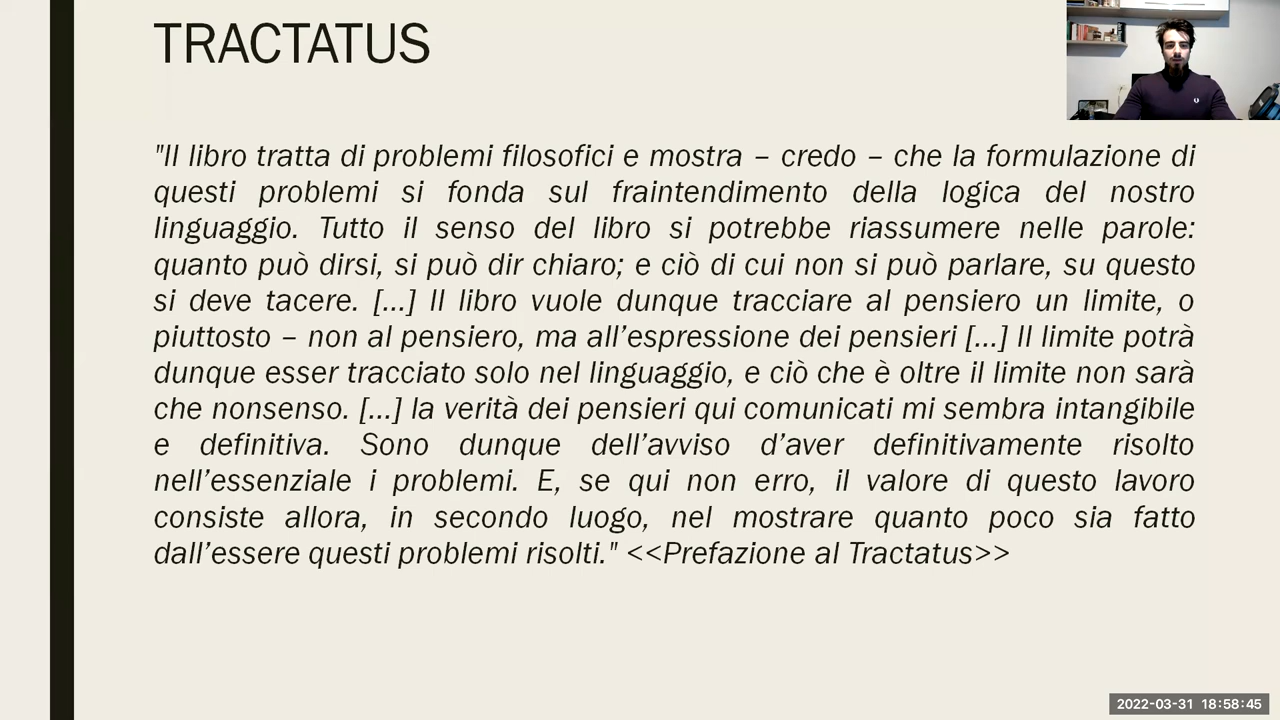 TRACTATUS
"Il libro tratta di problemi filosofici e mostra – credo – che la formulazione di
questi problemi si fonda sul fraintendimento della logica del nostro
linguaggio. Tutto il senso del libro si potrebbe riassumere nelle parole:
quanto può dirsi, si può dir chiaro; e ciò di cui non si può parlare, su questo
si deve tacere. [...] Il libro vuole dunque tracciare al pensiero un limite, o
piuttosto – non al pensiero, ma all’espressione dei pensieri [...] Il limite potrà
dunque esser tracciato solo nel linguaggio, e ciò che è oltre il limite non sarà
che nonsenso. [...] la verità dei pensieri qui comunicati mi sembra intangibile
e definitiva. Sono dunque dell’avviso d’aver definitivamente risolto
nell’essenziale i problemi. E, se qui non erro, il valore di questo lavoro
consiste allora, in secondo luogo, nel mostrare quanto poco sia fatto
dall’essere questi problemi risolti." <<Prefazione al Tractatus>>
2022-03-31 18:58:45